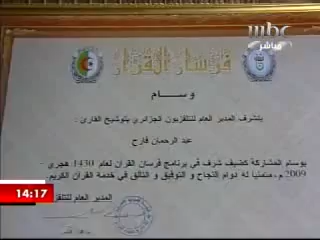 mbc
مباشر
فرسان القرآن
وسام
يتشرف المدير العام للتلفزيون الجزائري بتوشيح القارئ :
عبد الرحمان فارح
بوسام المشاركة كضيف شرف في برنامج فرسان القرآن لعام 1430 هجري -
2009 م، متمنيا له دوام النجاح و التوفيق و التألق في خدمة القرآن الكريم.
المدير العام للتلفزيون
14:17